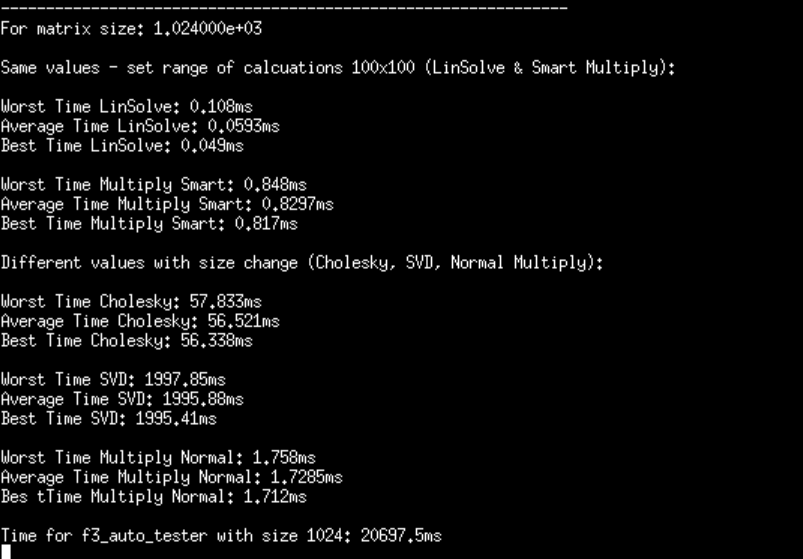 ---------------------------------------------------------------
For matrix size: 1.024000e+03
Same values - set range of calcuations 100x100 (LinSolve & Smart Multiply):
Worst Time LinSolve: 0.108ms
Average Time LinSolve: 0.0593ms
Best Time LinSolve: 0.049ms
Worst Time Multiply Smart: 0.848ms
Average Time Multiply Smart: 0.8297ms
Best Time Multiply Smart: 0.817ms
Different values with size change (Cholesky, SVD, Normal Multiply):
Worst Time Cholesky: 57.833ms
Average Time Cholesky: 56.521ms
Best Time Cholesky: 56.338ms
Worst Time SVD: 1997.85ms
Average Time SVD: 1995.88ms
Best Time SVD: 1995.41ms
Worst Time Multiply Normal: 1.758ms
Average Time Multiply Normal: 1.7285ms
Bes tTime Multiply Normal: 1.712ms
Time for f3_auto_tester with size 1024: 20697.5ms